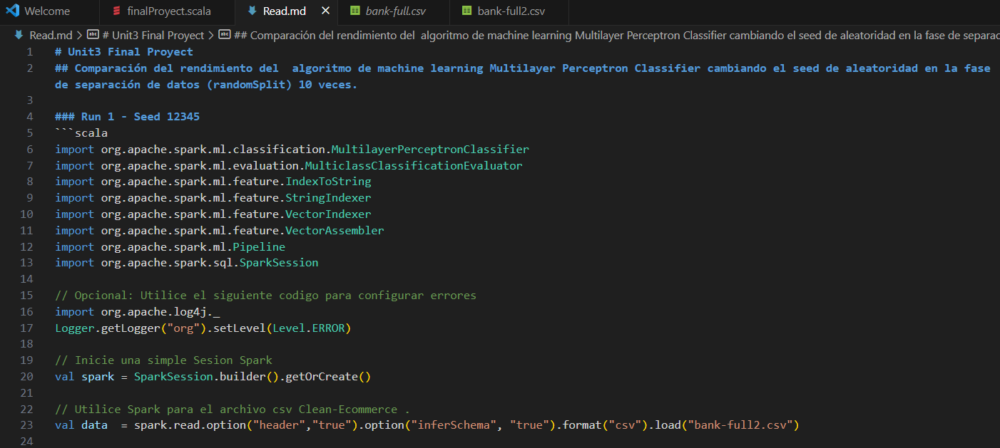 Welcome finalProyect.scala Read.md bank-full.csv bank-full2.csv
Read.md > # Unit3 Final Proyect > ## Comparación del rendimiento del algoritmo de machine learning Multilayer Perceptron Classifier cambiando el seed de aleatoridad en la fase de separac
1 # Unit3 Final Proyect
2 ## Comparación del rendimiento del  algoritmo de machine learning Multilayer Perceptron Classifier cambiando el seed de aleatoridad en la fase
de separación de datos (randomSplit) 10 veces.
3
4 ### Run 1 - Seed 12345
5 ```scala
6 import org.apache.spark.ml.classification.MultilayerPerceptronClassifier
7 import org.apache.spark.ml.evaluation.MulticlassClassificationEvaluator
8 import org.apache.spark.ml.feature.IndexToString
9 import org.apache.spark.ml.feature.StringIndexer
10 import org.apache.spark.ml.feature.VectorIndexer
11 import org.apache.spark.ml.feature.VectorAssembler
12 import org.apache.spark.ml.Pipeline
13 import org.apache.spark.sql.SparkSession
14
15 // Opcional: Utilice el siguiente codigo para configurar errores
16 import org.apache.log4j._
17 Logger.getLogger("org").setLevel(Level.ERROR)
18
19 // Inicie una simple Sesion Spark
20 val spark = SparkSession.builder().getOrCreate()
21
22 // Utilice Spark para el archivo csv Clean-Ecommerce .
23 val data  = spark.read.option("header","true").option("inferSchema", "true").format("csv").load("bank-full2.csv")
24